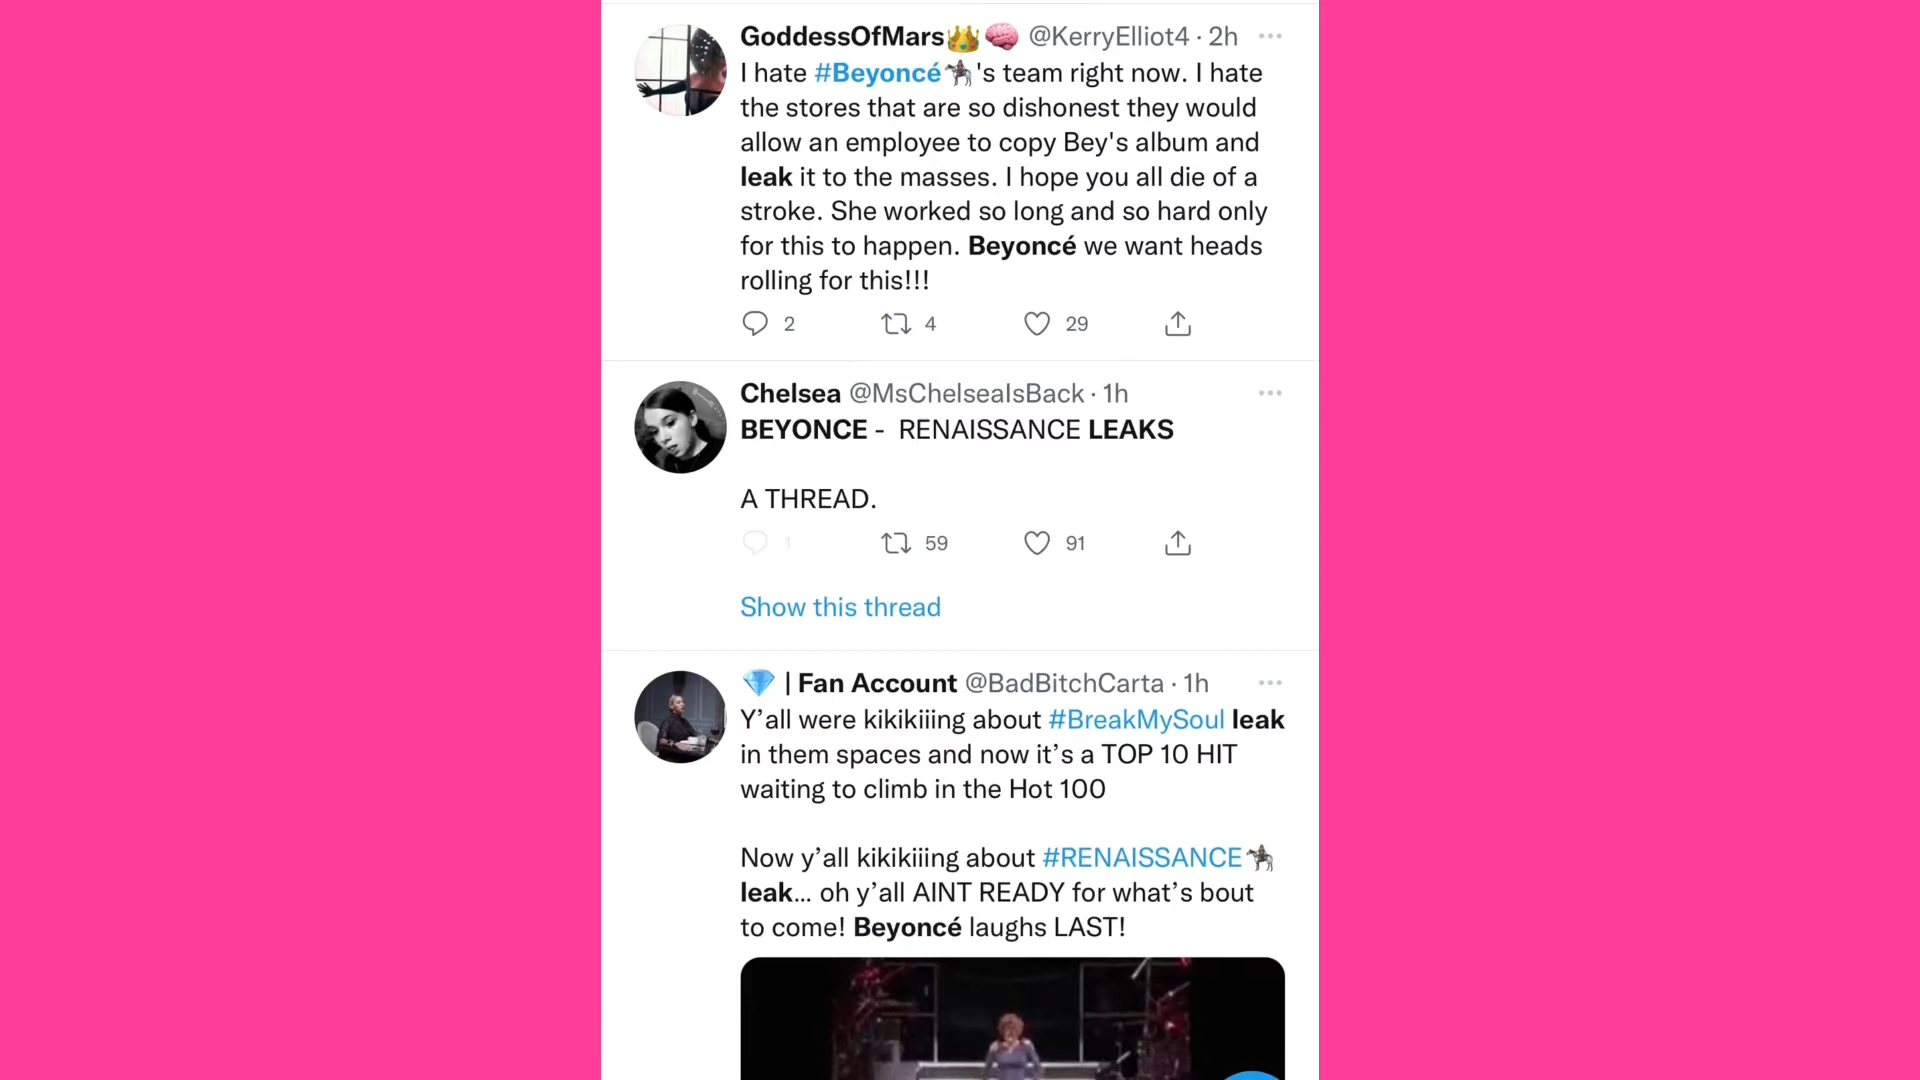 GoddessOfMars👑🧠 @KerryElliot4 · 2h
I hate #Beyoncé's team right now. I hate
the stores that are so dishonest they would
allow an employee to copy Bey's album and
leak it to the masses. I hope you all die of a
stroke. She worked so long and so hard only
for this to happen. Beyoncé we want heads
rolling for this!!!
2 4 29
Chelsea @MsChelseaIsBack · 1h
BEYONCE - RENAISSANCE LEAKS
A THREAD.
1 59 91
Show this thread
💎 | Fan Account @BadBitchCarta · 1h
Y’all were kikikiiing about #BreakMySoul leak
in them spaces and now it’s a TOP 10 HIT
waiting to climb in the Hot 100
Now y’all kikikiiing about #RENAISSANCE
leak... oh y’all AINT READY for what’s bout
to come! Beyoncé laughs LAST!